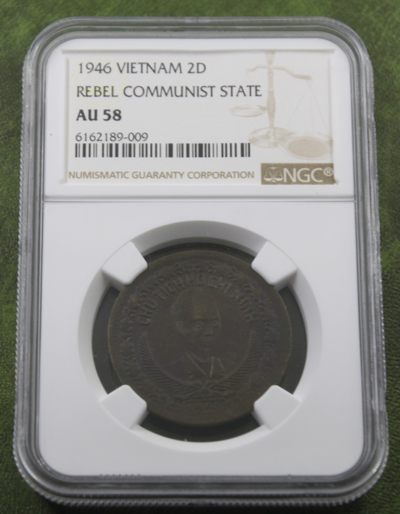 1946 VIETNAM 2D
REBEL COMMUNIST STATE
AU 58
6162189-009
NUMISMATIC GUARANTY CORPORATION
NGC®